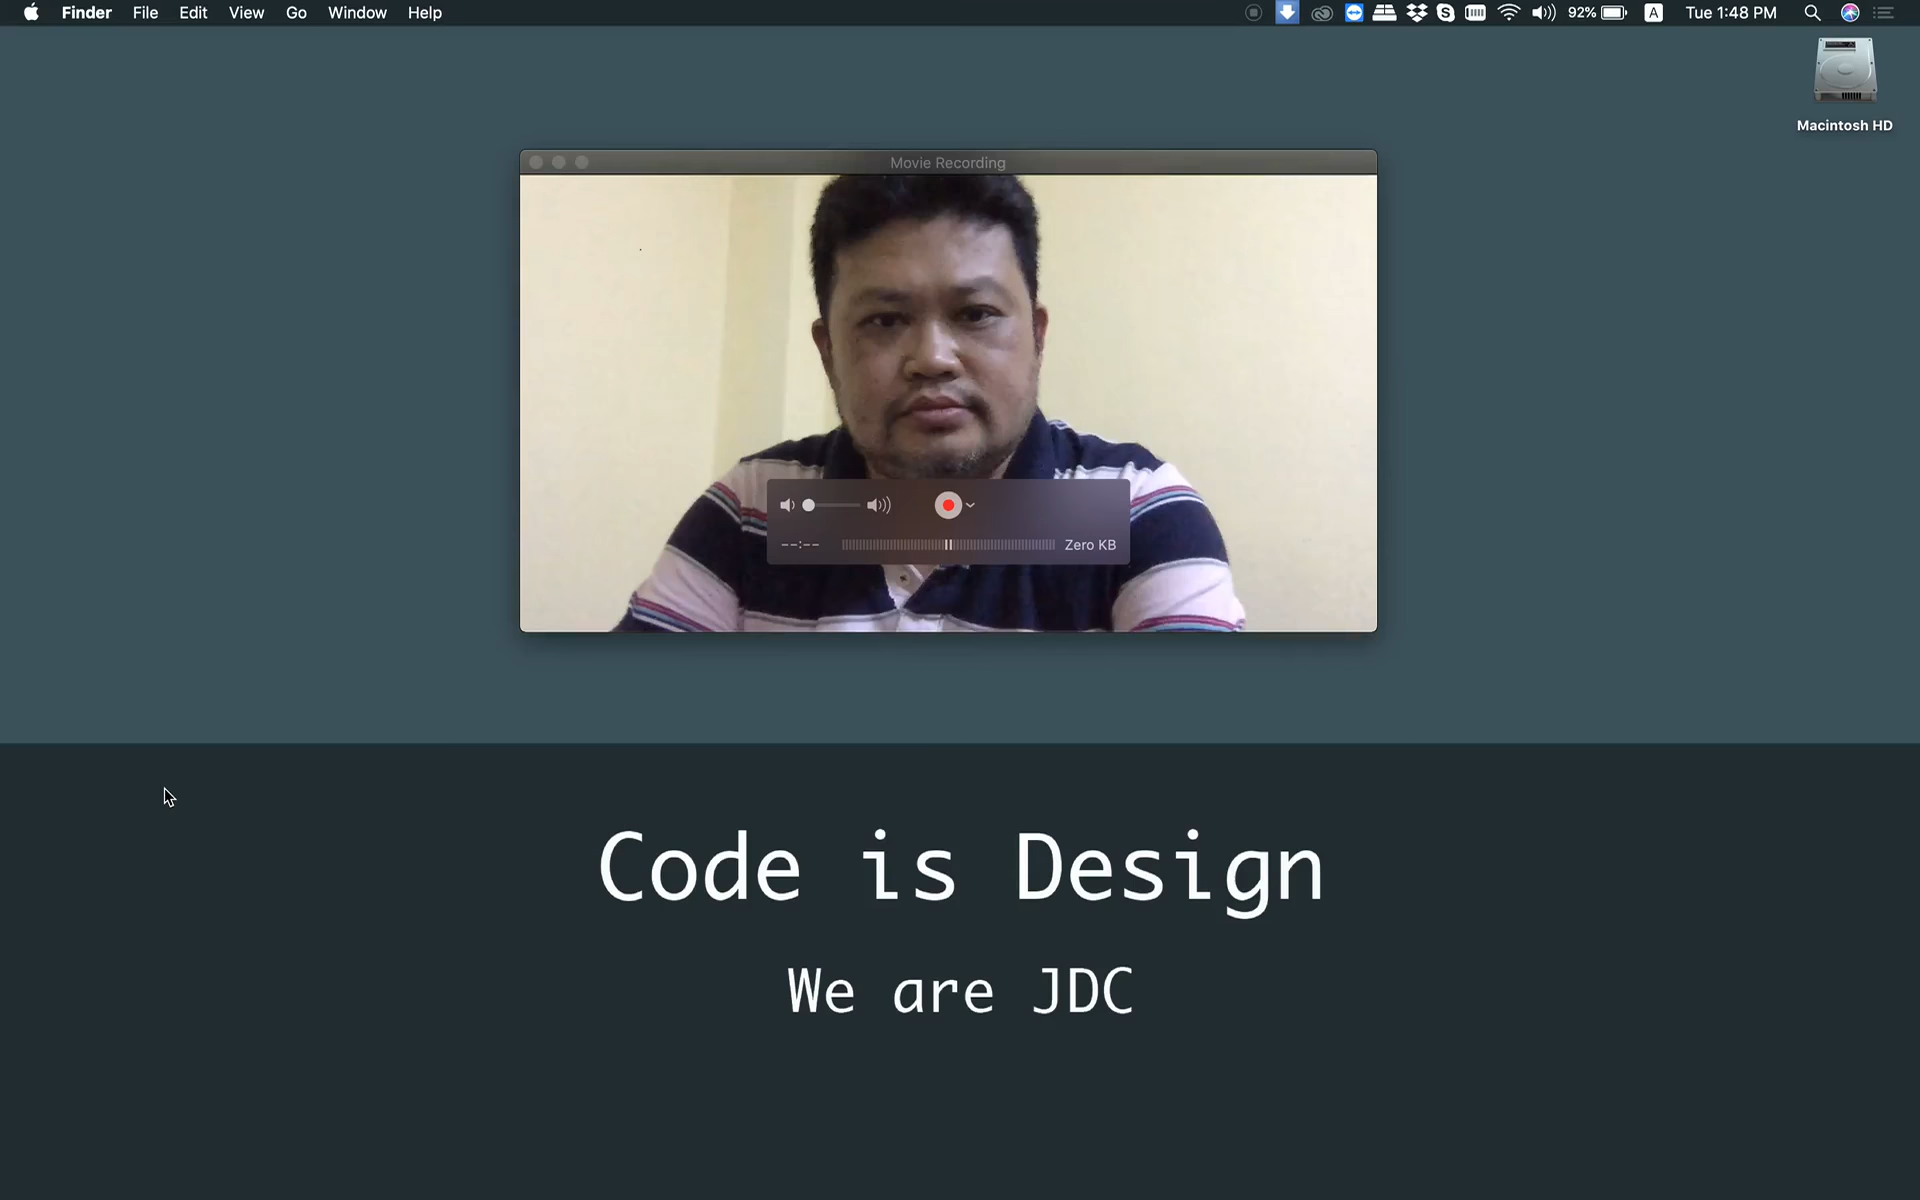 Finder File Edit View Go Window Help 92% A Tue 1:48 PM
Macintosh HD
Movie Recording
--:-- Zero KB
Code is Design
We are JDC